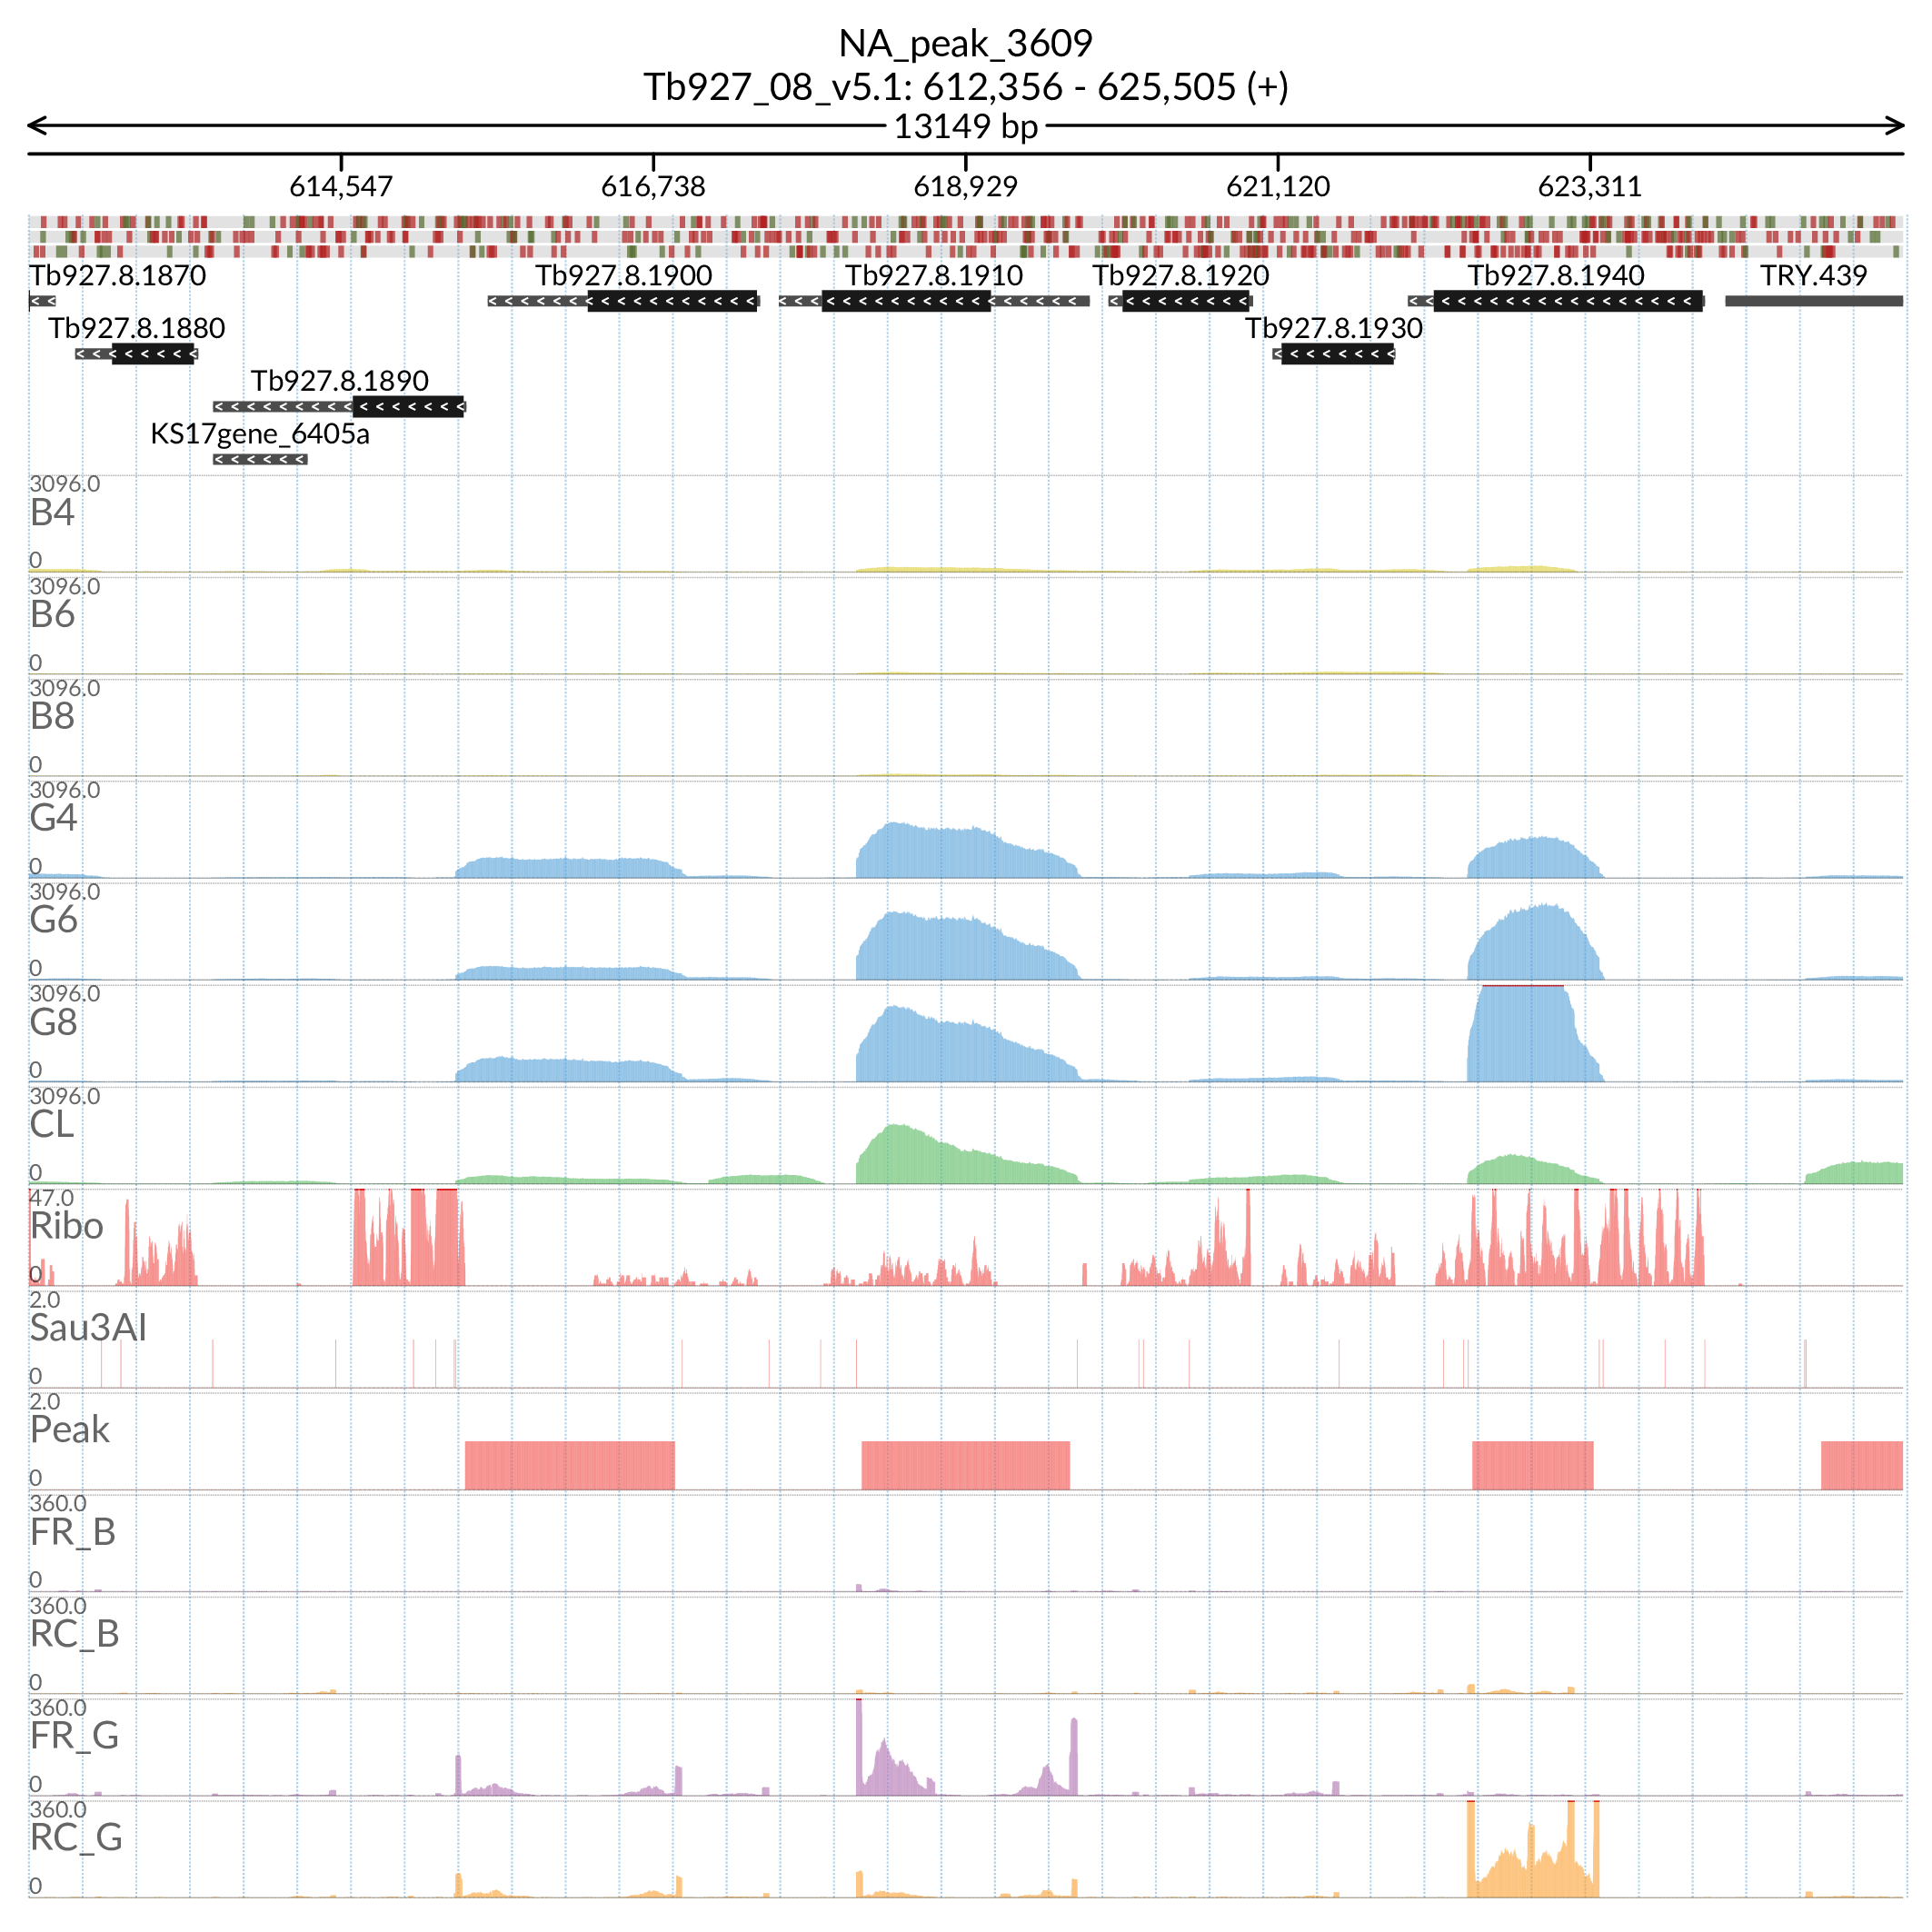 NA_peak_3609
Tb927_08_v5.1: 612,356 - 625,505 (+)
13149 bp
614,547 616,738 618,929 621,120 623,311
Tb927.8.1870 Tb927.8.1900 Tb927.8.1910 Tb927.8.1920 Tb927.8.1940 TRY.439
Tb927.8.1880 Tb927.8.1930
Tb927.8.1890
KS17gene_6405a
3096.0
B4
0
3096.0
B6
0
3096.0
B8
0
3096.0
G4
0
3096.0
G6
0
3096.0
G8
0
3096.0
CL
0
47.0
Ribo
0
2.0
Sau3AI
0
2.0
Peak
0
360.0
FR_B
0
360.0
RC_B
0
360.0
FR_G
0
360.0
RC_G
0